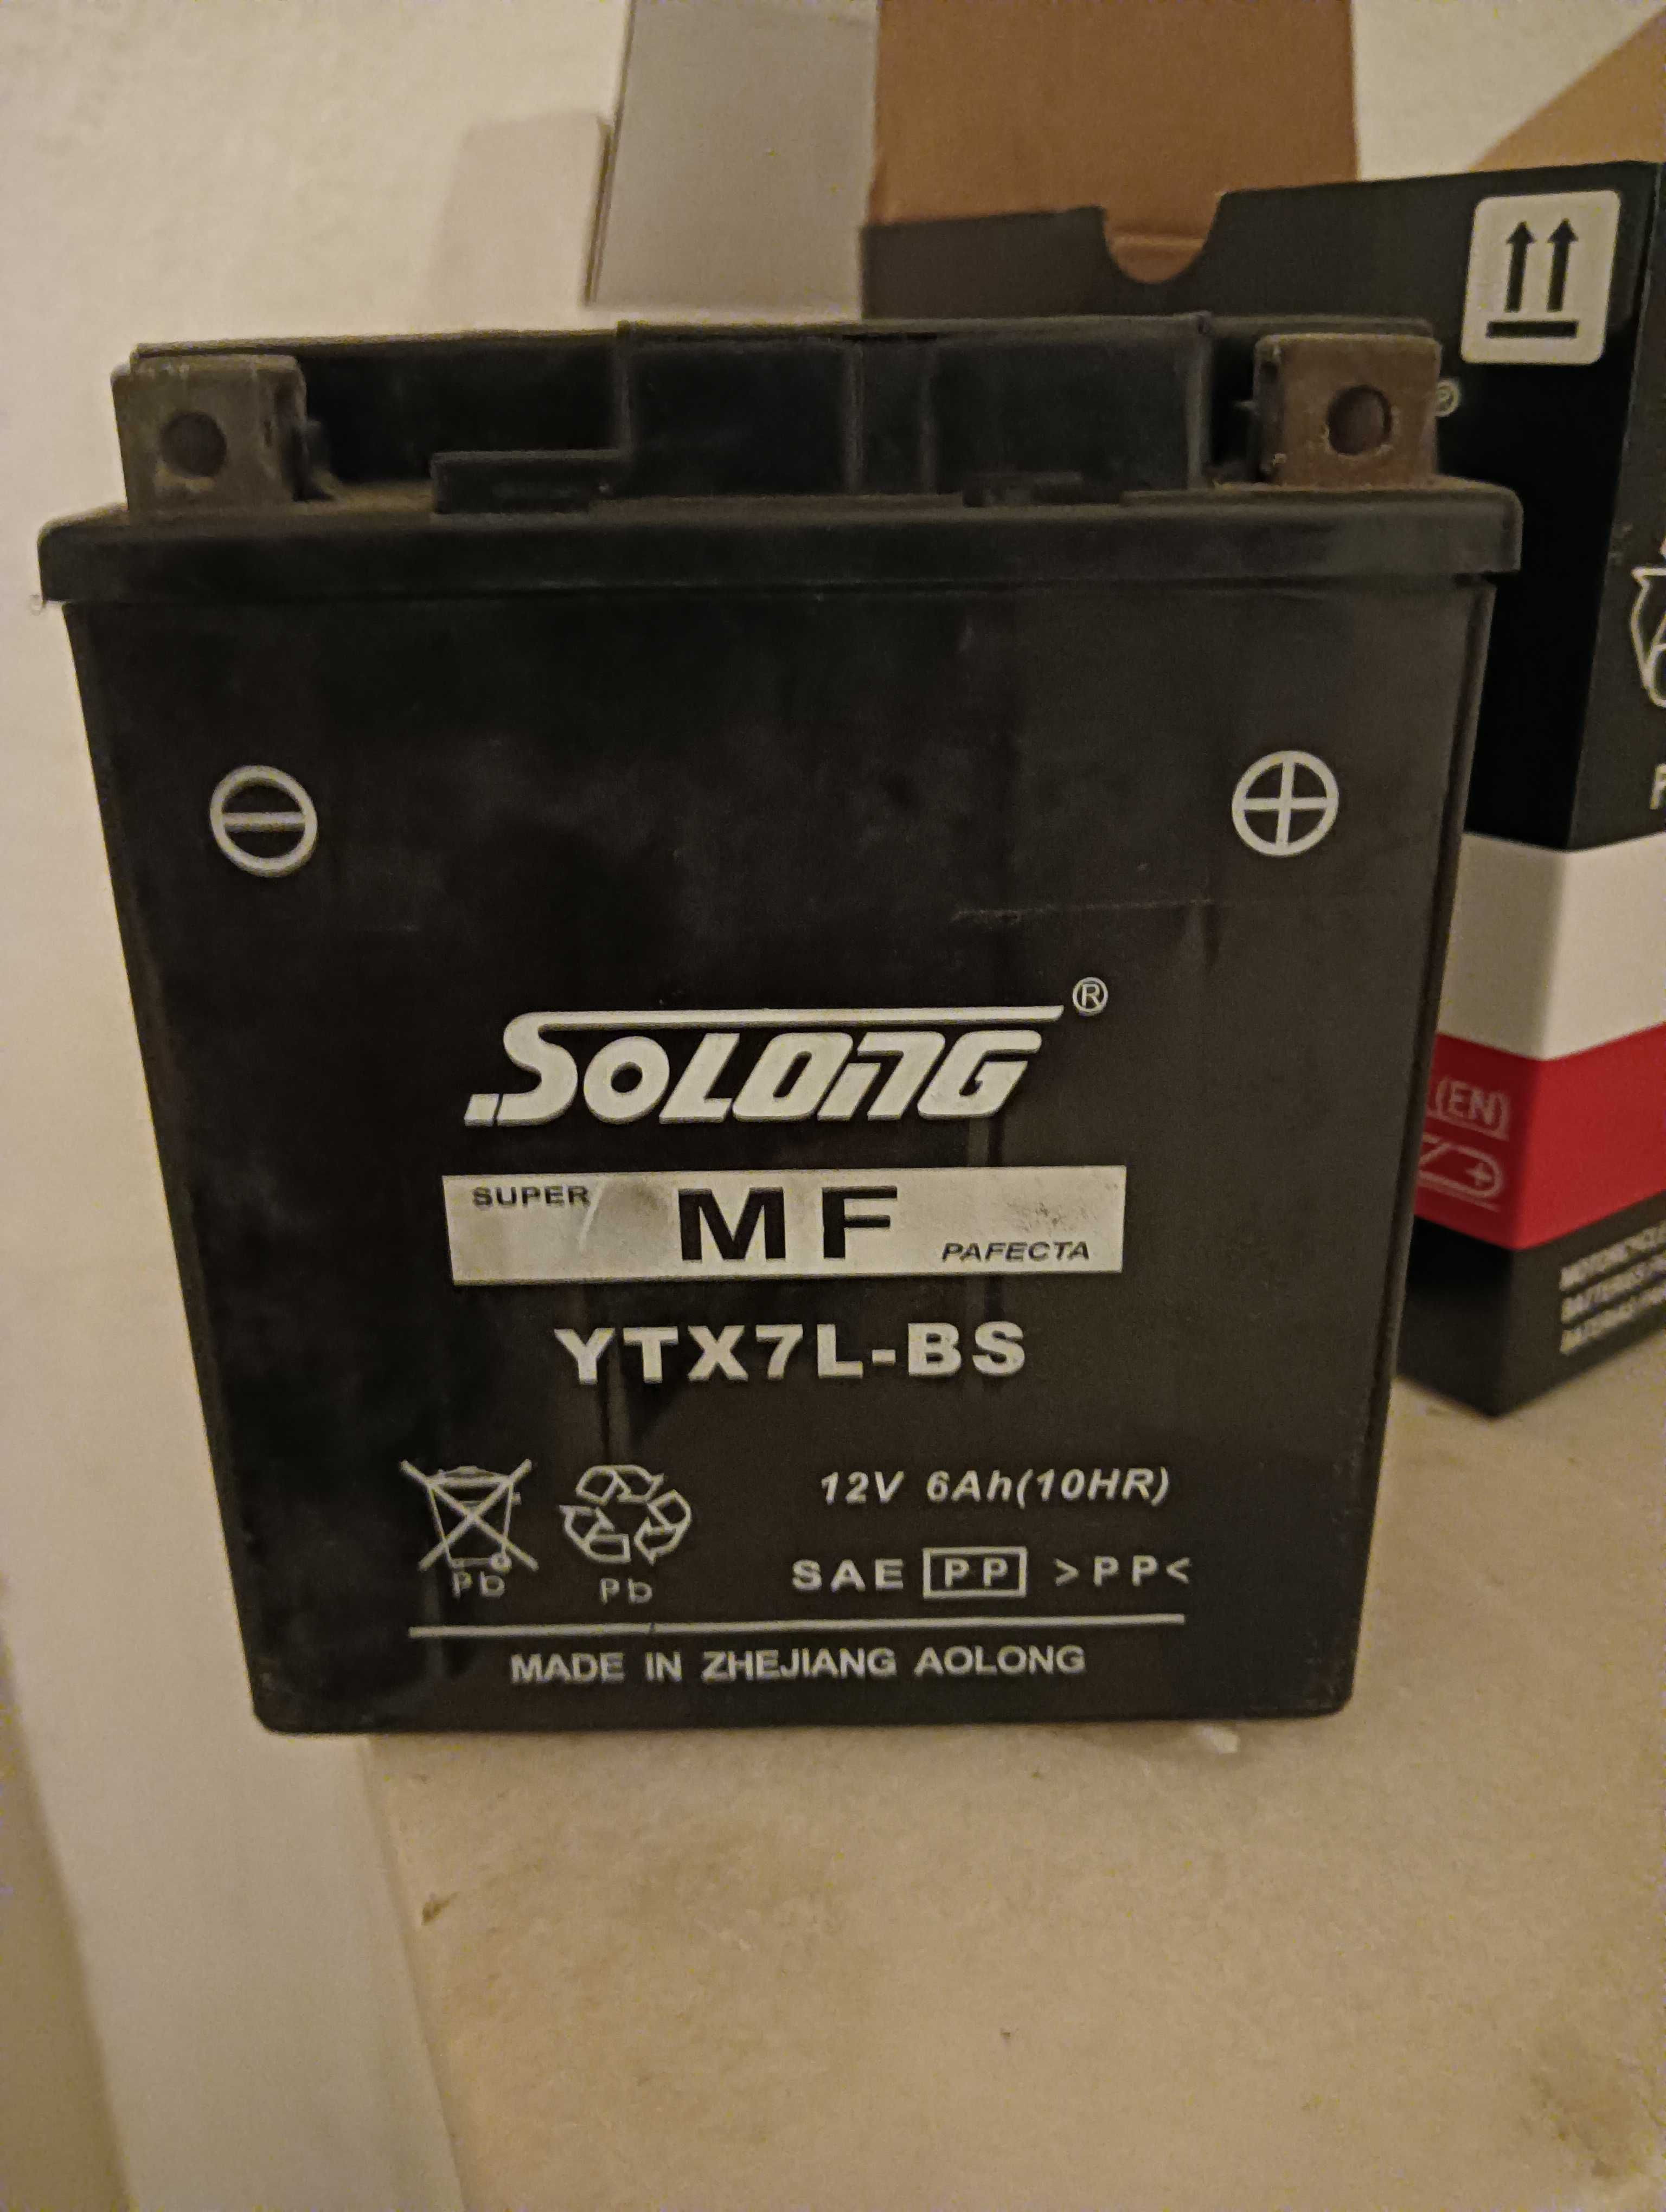 SOLONG ®
SUPER MF PAFECTA
YTX7L-BS
12V 6Ah(10HR)
Pb Pb
SAE PP >PP<
MADE IN ZHEJIANG AOLONG
®
(EN)